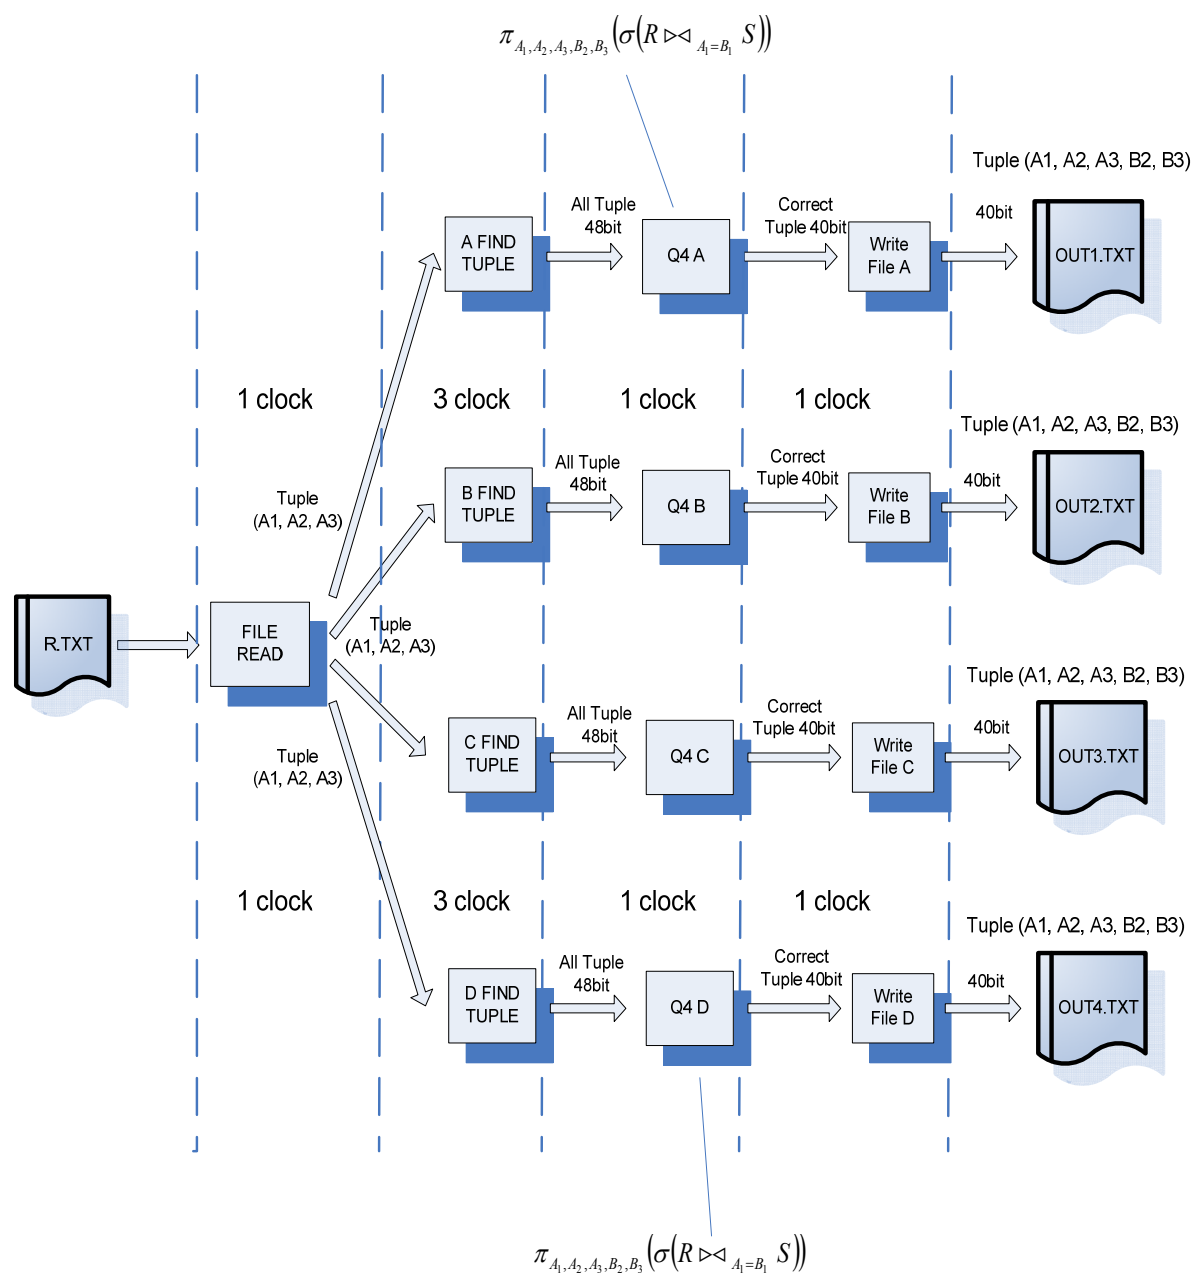 π A1, A2, A3, B2, B3 (σ(R ▷◁ A1=B1 S))
Tuple (A1, A2, A3, B2, B3)
A FIND
TUPLE
All Tuple
48bit
Q4 A
Correct
Tuple 40bit
Write
File A
40bit
OUT1.TXT
1 clock
3 clock
1 clock
1 clock
Tuple (A1, A2, A3, B2, B3)
Tuple
(A1, A2, A3)
B FIND
TUPLE
All Tuple
48bit
Q4 B
Correct
Tuple 40bit
Write
File B
40bit
OUT2.TXT
R.TXT
FILE
READ
Tuple
(A1, A2, A3)
Tuple (A1, A2, A3, B2, B3)
Tuple
(A1, A2, A3)
C FIND
TUPLE
All Tuple
48bit
Q4 C
Correct
Tuple 40bit
Write
File C
40bit
OUT3.TXT
1 clock
3 clock
1 clock
1 clock
Tuple (A1, A2, A3, B2, B3)
D FIND
TUPLE
All Tuple
48bit
Q4 D
Correct
Tuple 40bit
Write
File D
40bit
OUT4.TXT
π A1, A2, A3, B2, B3 (σ(R ▷◁ A1=B1 S))